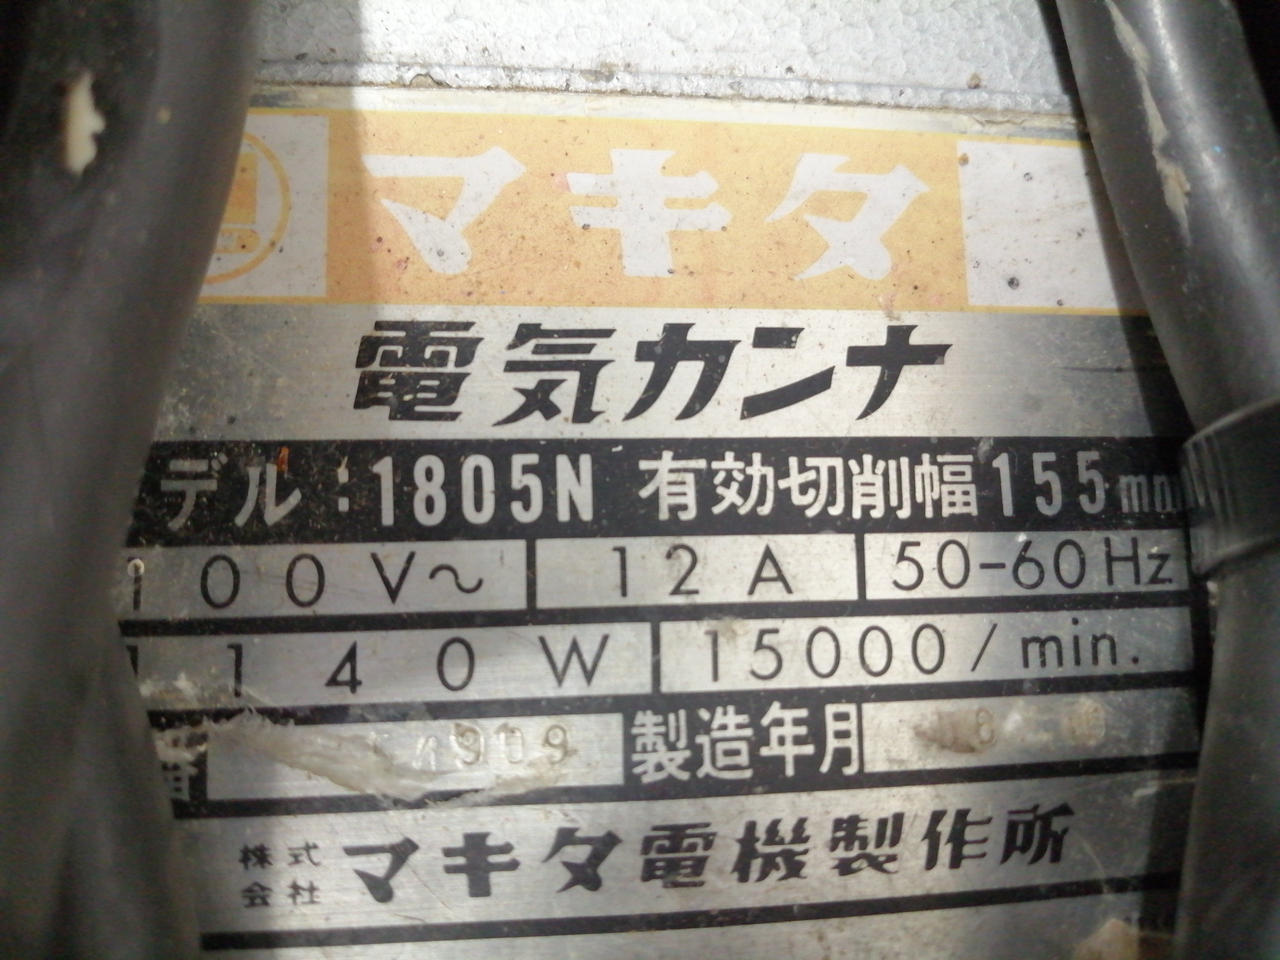 マキタ
電気カンナ
デル:1805N 有効切削幅155mm
100V~ 12A 50-60Hz
1140W 15000/min.
製造年月
株式会社 マキタ電機製作所